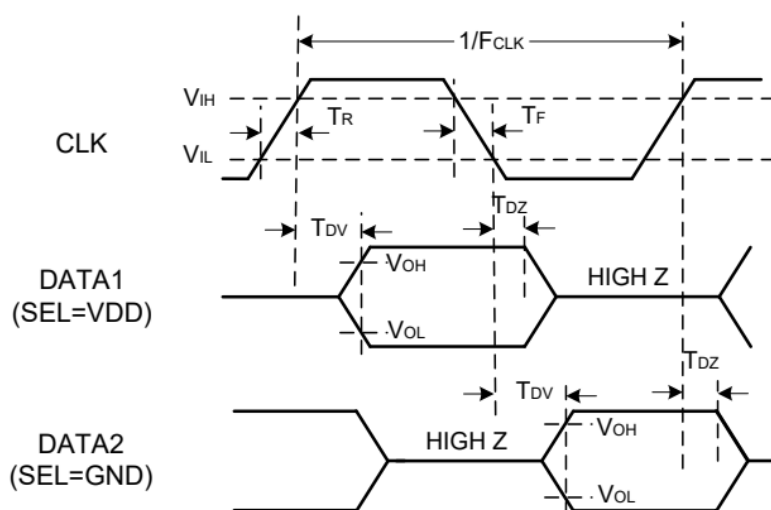 1/FCLK
VIH
TR
TF
CLK
VIL
TDZ
TDV
DATA1
(SEL=VDD)
VOH
HIGH Z
VOL
TDZ
TDV
DATA2
(SEL=GND)
HIGH Z
VOH
VOL